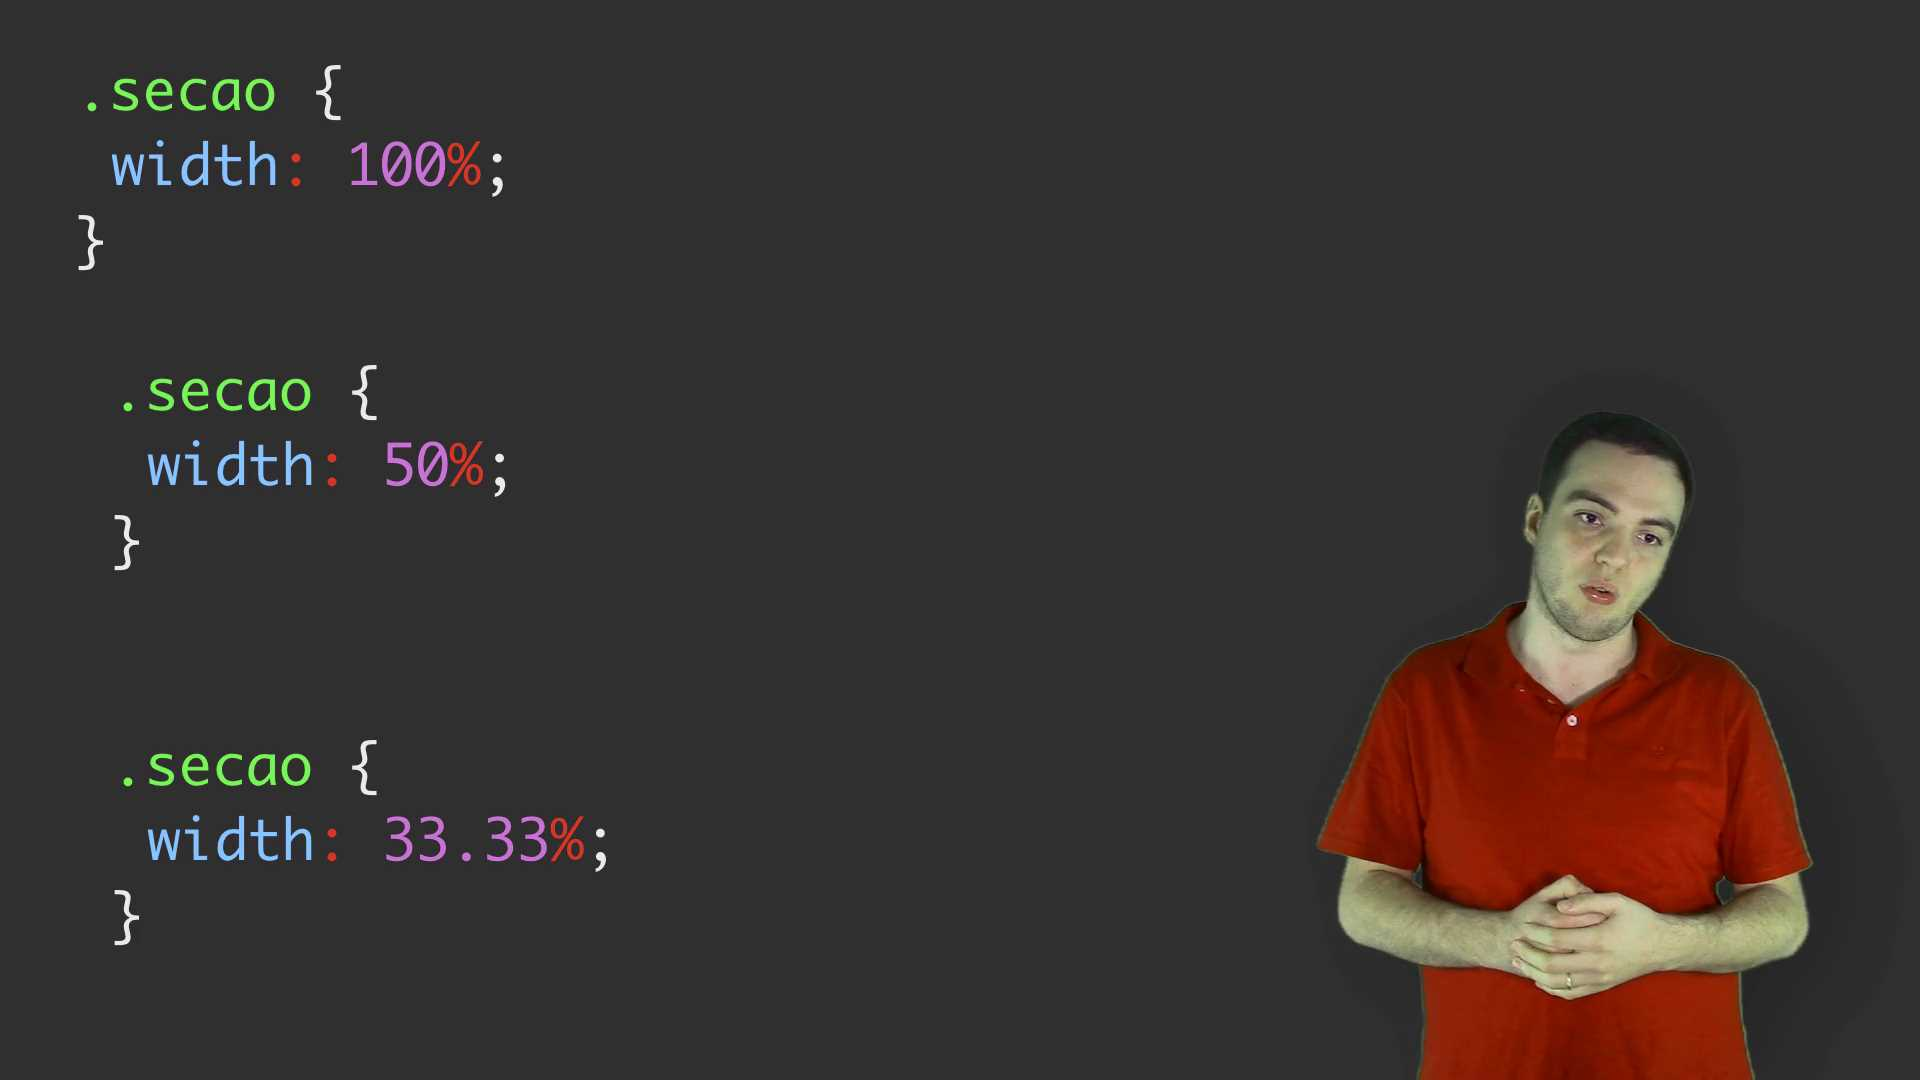 .secao {
width: 100%;
}
.secao {
width: 50%;
}
.secao {
width: 33.33%;
}